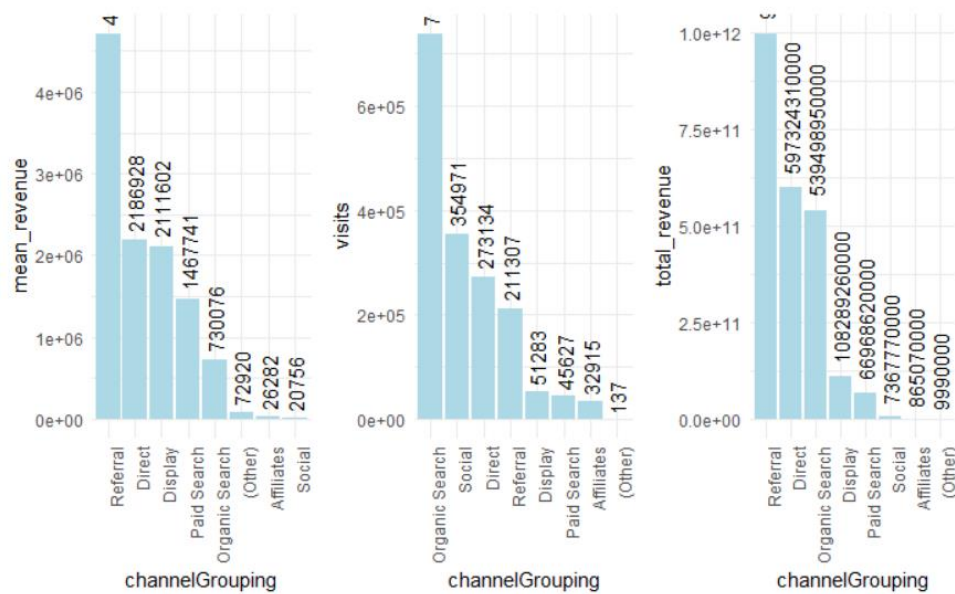 mean_revenue
4e+06
3e+06
2e+06
1e+06
0e+00
4
2186928
2111602
1467741
730076
72920
26282
20756
Referral
Direct
Display
Paid Search
Organic Search
(Other)
Affiliates
Social
channelGrouping
visits
6e+05
4e+05
2e+05
0e+00
7
354971
273134
211307
51283
45627
32915
137
Organic Search
Social
Direct
Referral
Display
Paid Search
Affiliates
(Other)
channelGrouping
total_revenue
1.0e+12
7.5e+11
5.0e+11
2.5e+11
0.0e+00
597324310000
539498950000
108289260000
66968620000
7367770000
865070000
9990000
Referral
Direct
Organic Search
Display
Paid Search
Social
Affiliates
(Other)
channelGrouping